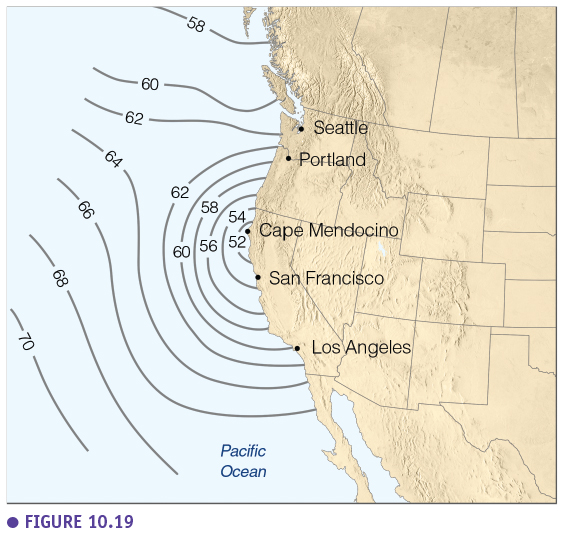 58
60
62
Seattle
64
Portland
62
66
58
54
Cape Mendocino
52
56
60
68
San Francisco
70
Los Angeles
Pacific
Ocean
● FIGURE 10.19